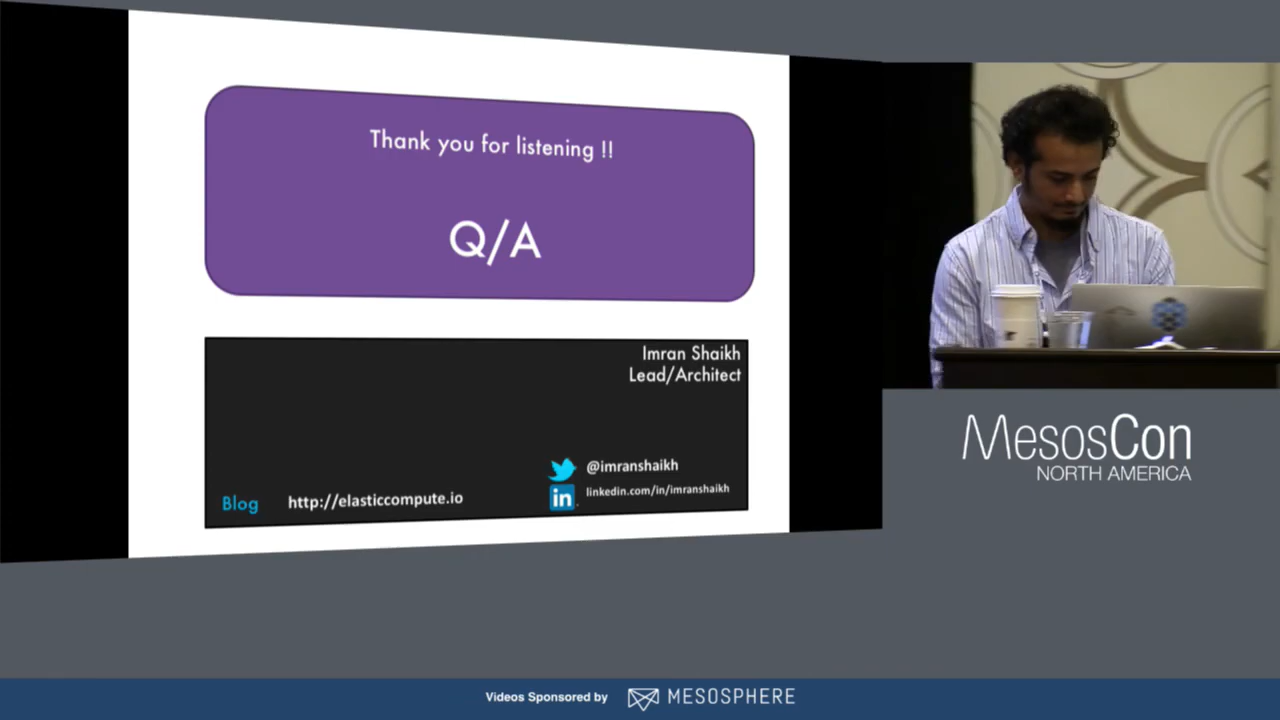 Thank you for listening !!
Q/A
Imran Shaikh
Lead/Architect
@imranshaikh
linkedin.com/in/imranshaikh
Blog http://elasticcompute.io
MesosCon
NORTH AMERICA
Videos Sponsored by MESOSPHERE